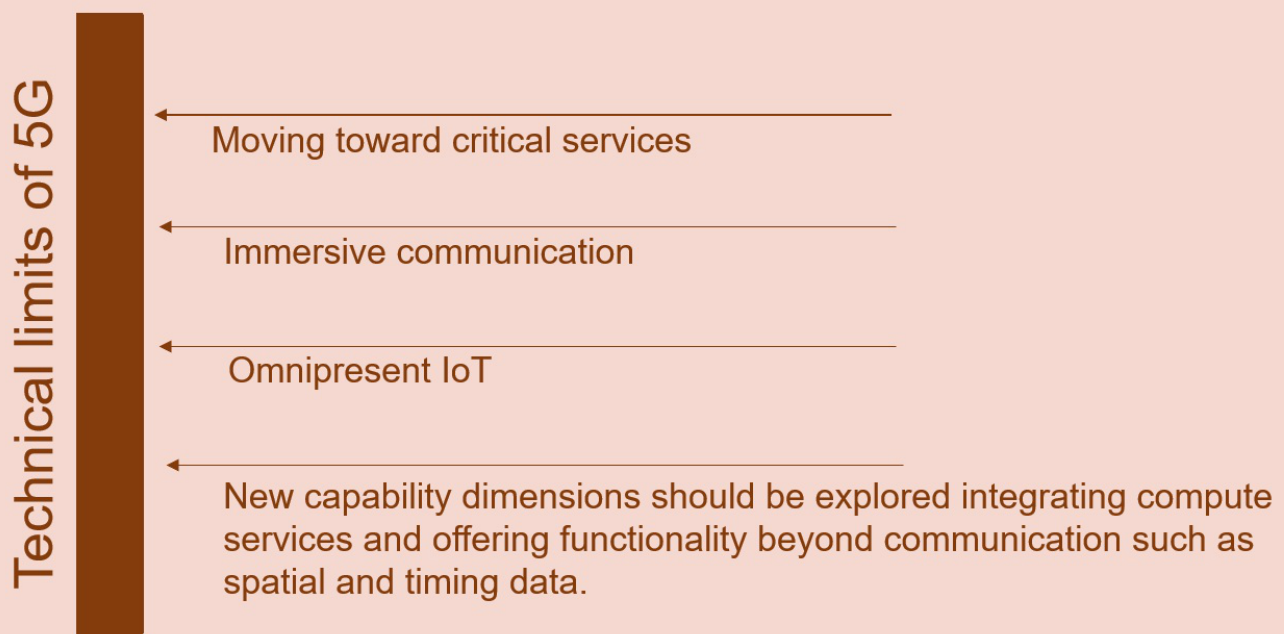 Technical limits of 5G
Moving toward critical services
Immersive communication
Omnipresent IoT
New capability dimensions should be explored integrating compute
services and offering functionality beyond communication such as
spatial and timing data.